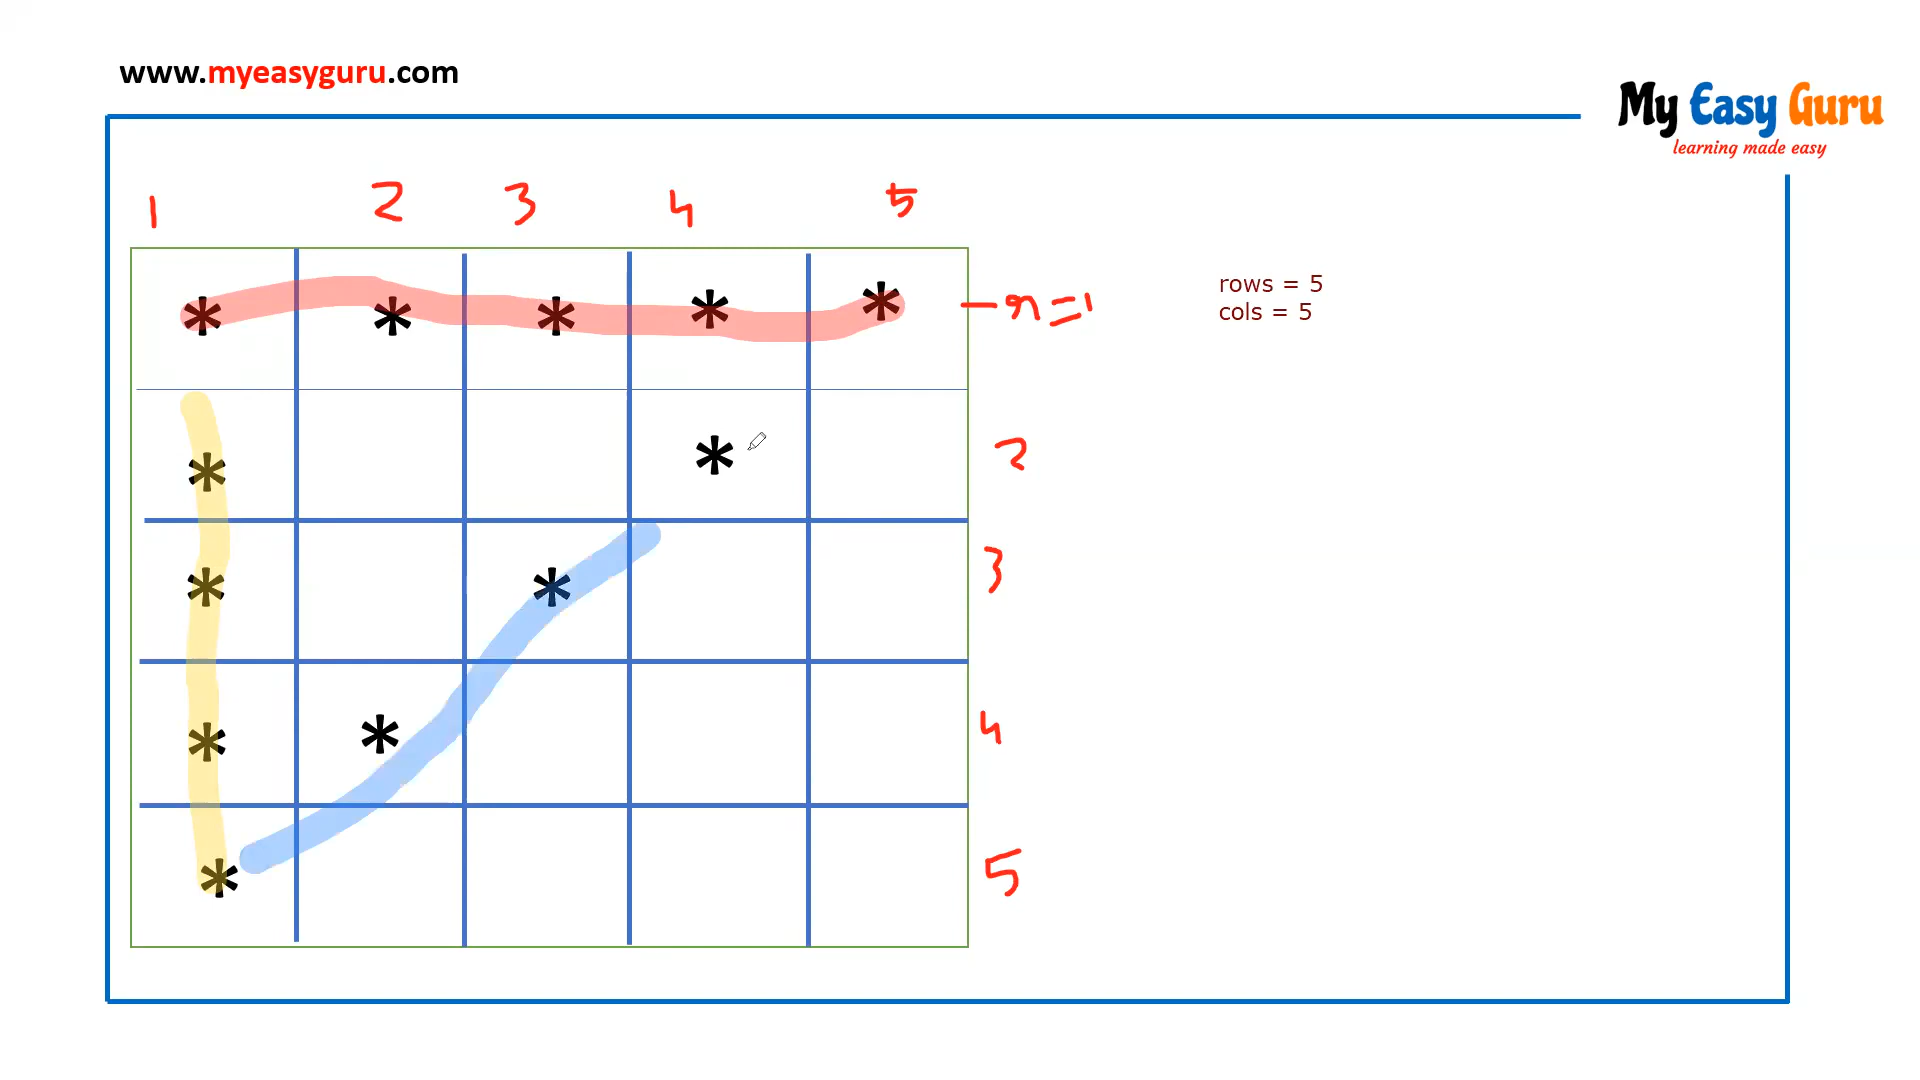 www.myeasyguru.com
My Easy Guru
learning made easy
1 2 3 4 5
* * * * * - r=1
* * 2
* * 3
* * 4
* 5
rows = 5
cols = 5